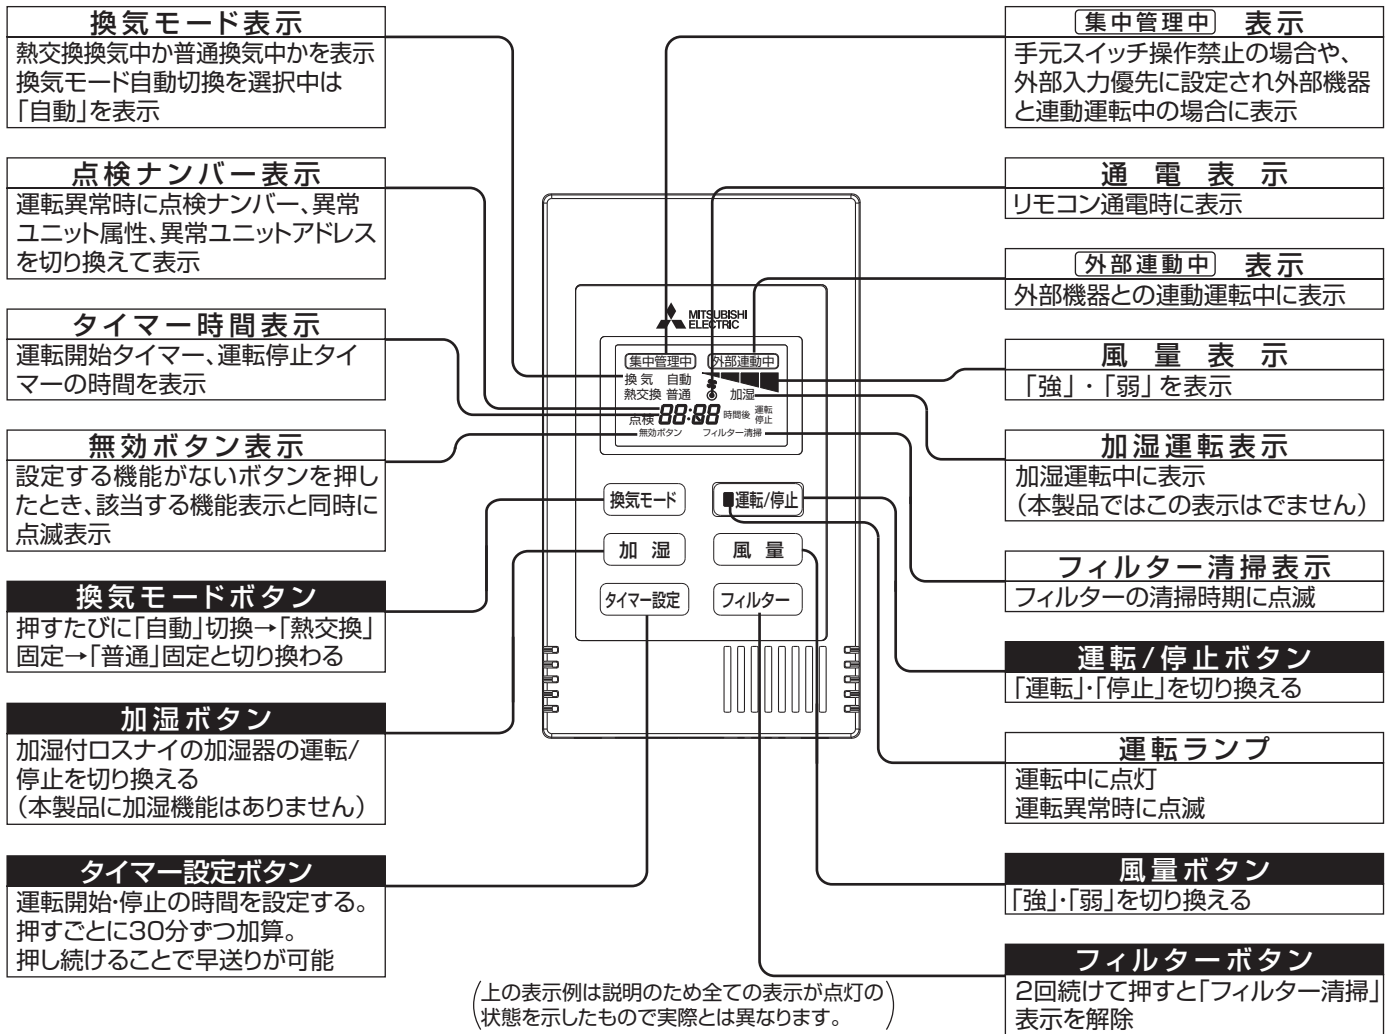 換気モード表示
熱交換換気中か普通換気中かを表示
換気モード自動切換を選択中は
「自動」を表示
点検ナンバー表示
運転異常時に点検ナンバー、異常
ユニット属性、異常ユニットアドレス
を切り換えて表示
タイマー時間表示
運転開始タイマー、運転停止タイ
マーの時間を表示
無効ボタン表示
設定する機能がないボタンを押し
たとき、該当する機能表示と同時に
点滅表示
換気モードボタン
押すたびに「自動」切換→「熱交換」
固定→「普通」固定と切り換わる
加湿ボタン
加湿付ロスナイの加湿器の運転/
停止を切り換える
（本製品に加湿機能はありません）
タイマー設定ボタン
運転開始・停止の時間を設定する。
押すごとに30分ずつ加算。
押し続けることで早送りが可能
MITSUBISHI
ELECTRIC
集中管理中 外部連動中
換気 自動
熱交換 普通 加湿
点検 88:88 時間後 運転
停止
無効ボタン フィルター清掃
換気モード 運転/停止
加湿 風量
タイマー設定 フィルター
（上の表示例は説明のため全ての表示が点灯の
状態を示したもので実際とは異なります。）
集中管理中 表示
手元スイッチ操作禁止の場合や、
外部入力優先に設定され外部機器
と連動運転中の場合に表示
通電表示
リモコン通電時に表示
外部連動中 表示
外部機器との連動運転中に表示
風量表示
「強」・「弱」を表示
加湿運転表示
加湿運転中に表示
（本製品ではこの表示はでません）
フィルター清掃表示
フィルターの清掃時期に点滅
運転/停止ボタン
「運転」・「停止」を切り換える
運転ランプ
運転中に点灯
運転異常時に点滅
風量ボタン
「強」・「弱」を切り換える
フィルターボタン
2回続けて押すと「フィルター清掃」
表示を解除